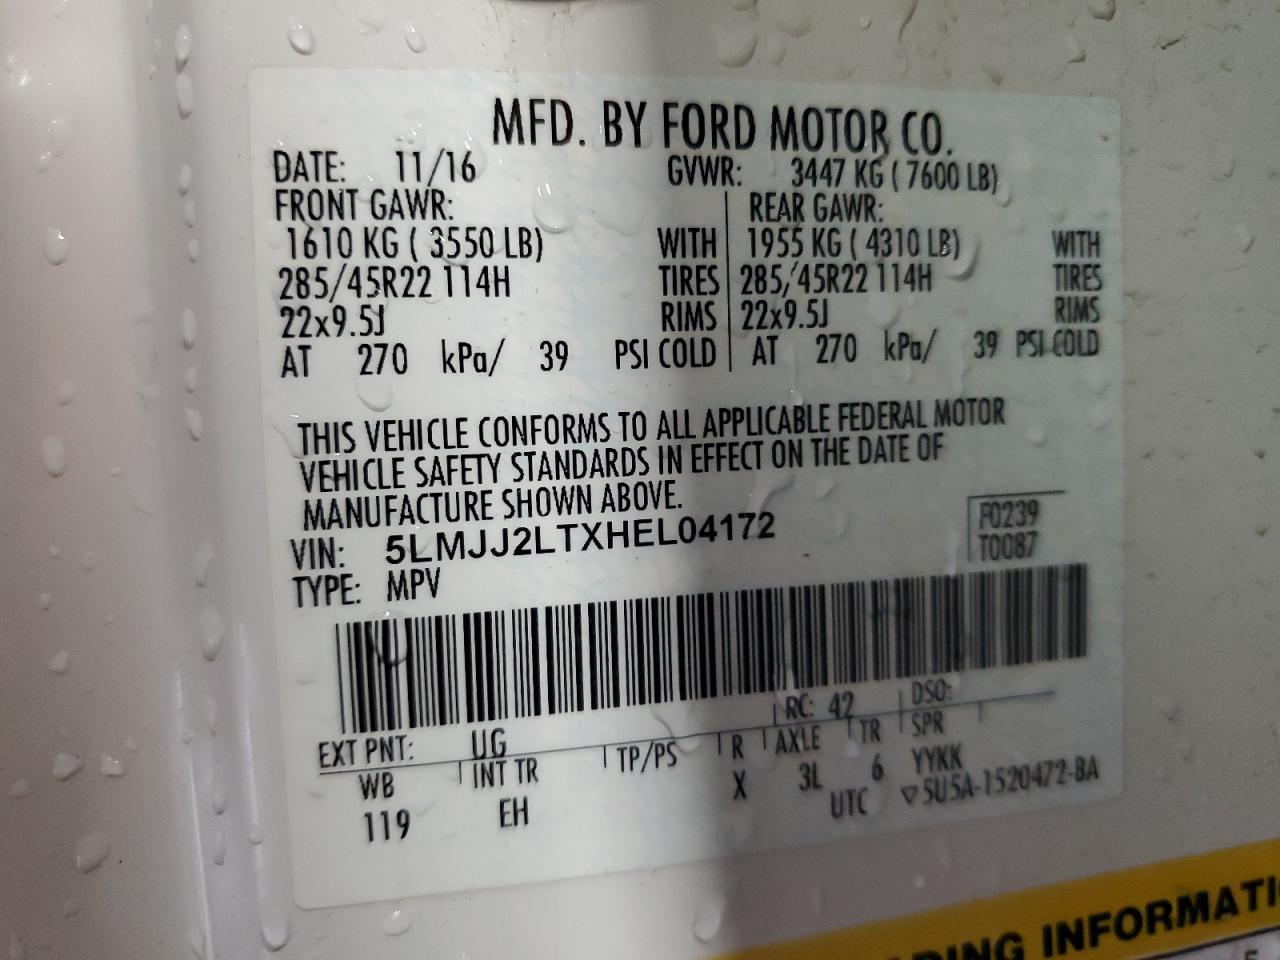 MFD. BY FORD MOTOR CO.
DATE: 11/16 GVWR: 3447 KG ( 7600 LB)
FRONT GAWR: REAR GAWR:
1610 KG ( 3550 LB) WITH 1955 KG ( 4310 LB) WITH
285/45R22 114H TIRES 285/45R22 114H TIRES
22x9.5J RIMS 22x9.5J RIMS
AT 270 kPa/ 39 PSI COLD AT 270 kPa/ 39 PSI COLD
THIS VEHICLE CONFORMS TO ALL APPLICABLE FEDERAL MOTOR
VEHICLE SAFETY STANDARDS IN EFFECT ON THE DATE OF
MANUFACTURE SHOWN ABOVE.
VIN: 5LMJJ2LTXHEL04172
F0239
T0087
TYPE: MPV
EXT PNT: UG RC: 42 DSO:
WB INT TR TP/PS R AXLE TR SPR
119 EH X 3L 6 YYKK
UTC ▽5U5A-1520472-BA
DING INFORMATI